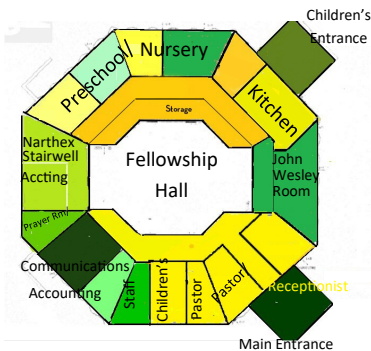 Children's
Entrance
Nursery
Preschool/
Kitchen
Storage
Narthex
Stairwell
Accting
Fellowship
Hall
John
Wesley
Room
Prayer Rm/
Communications
Accounting
Staff
Children's
Pastor
Pastor/
Receptionist
Main Entrance